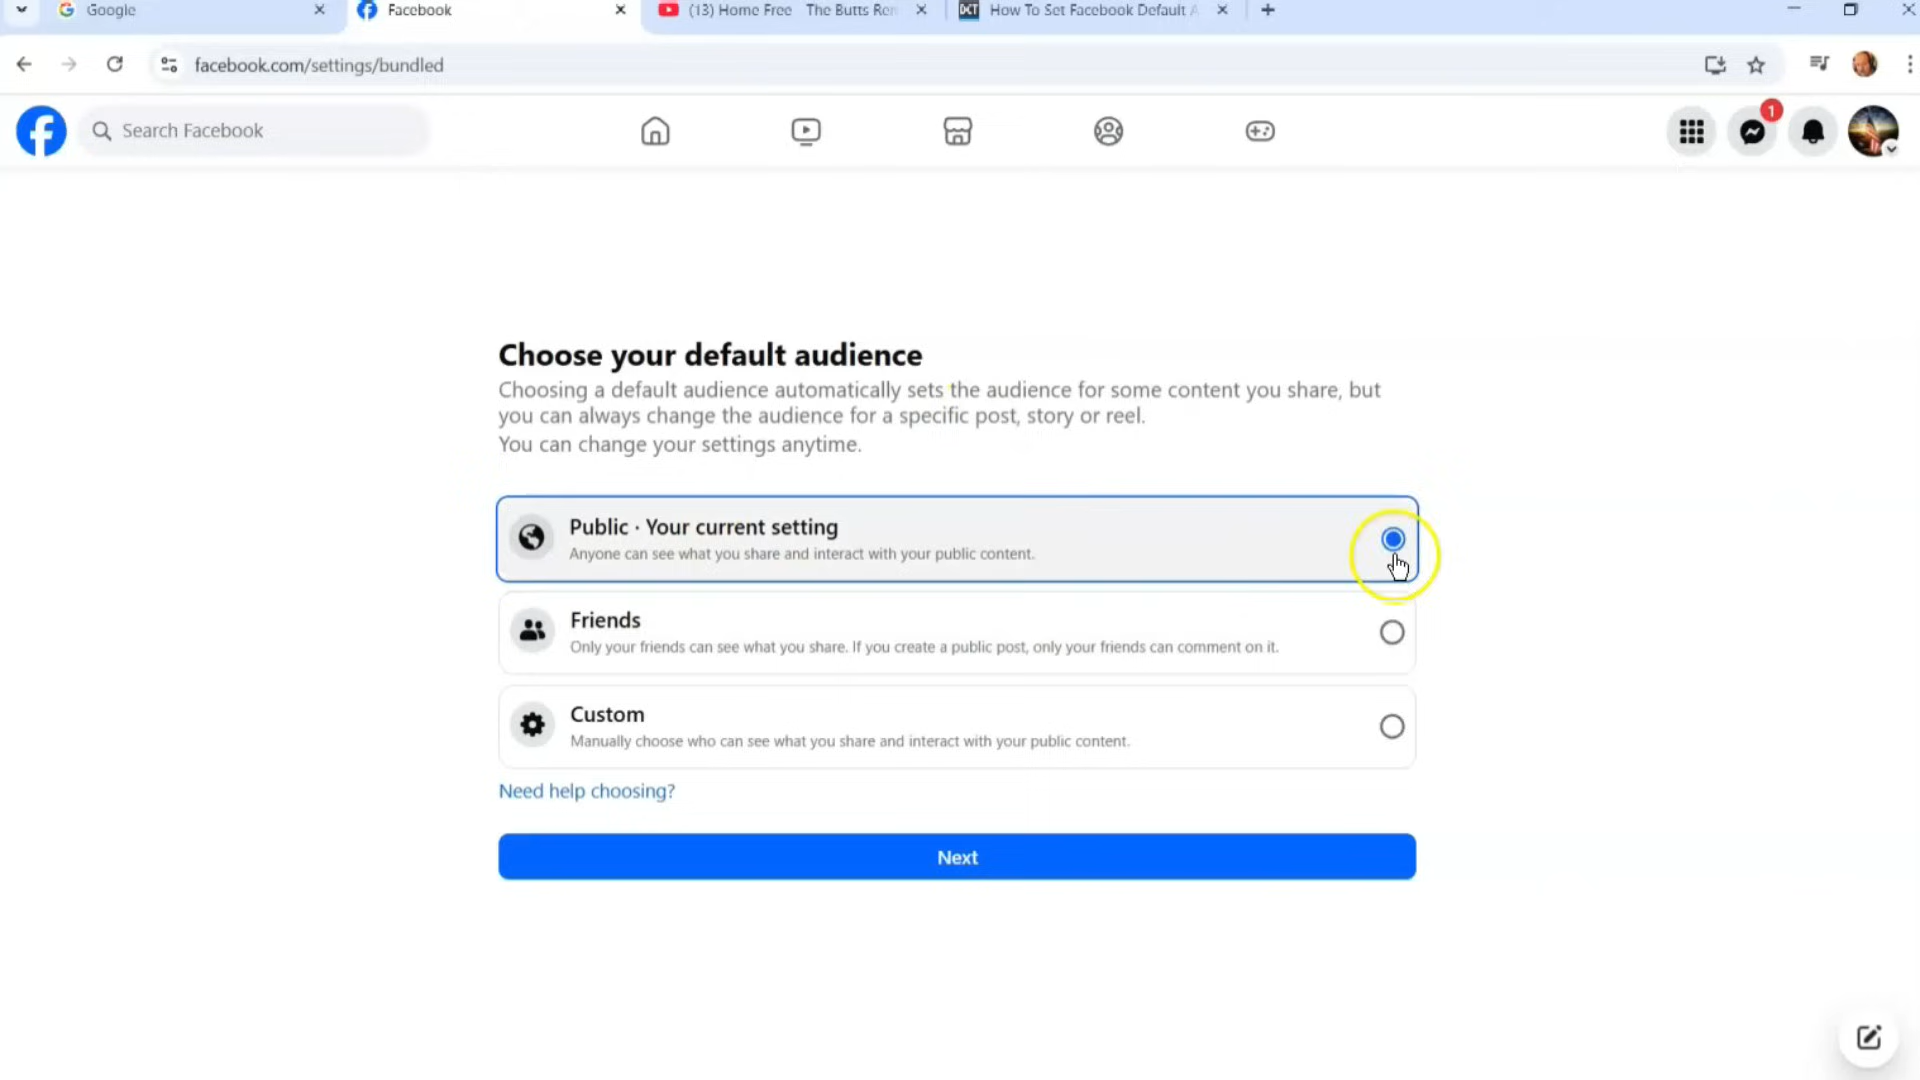 Google
Facebook
(13) Home Free The Butts Rem
DCT How To Set Facebook Default A
facebook.com/settings/bundled
Search Facebook
1
Choose your default audience
Choosing a default audience automatically sets the audience for some content you share, but
you can always change the audience for a specific post, story or reel.
You can change your settings anytime.
Public · Your current setting
Anyone can see what you share and interact with your public content.
Friends
Only your friends can see what you share. If you create a public post, only your friends can comment on it.
Custom
Manually choose who can see what you share and interact with your public content.
Need help choosing?
Next